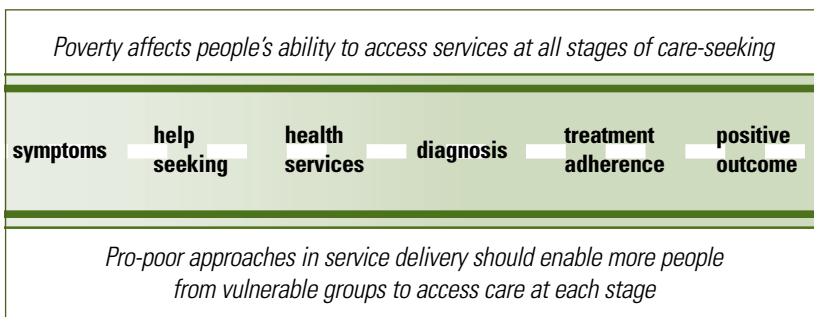 Poverty affects people’s ability to access services at all stages of care-seeking
symptoms
help
seeking
health
services
diagnosis
treatment
adherence
positive
outcome
Pro-poor approaches in service delivery should enable more people
from vulnerable groups to access care at each stage